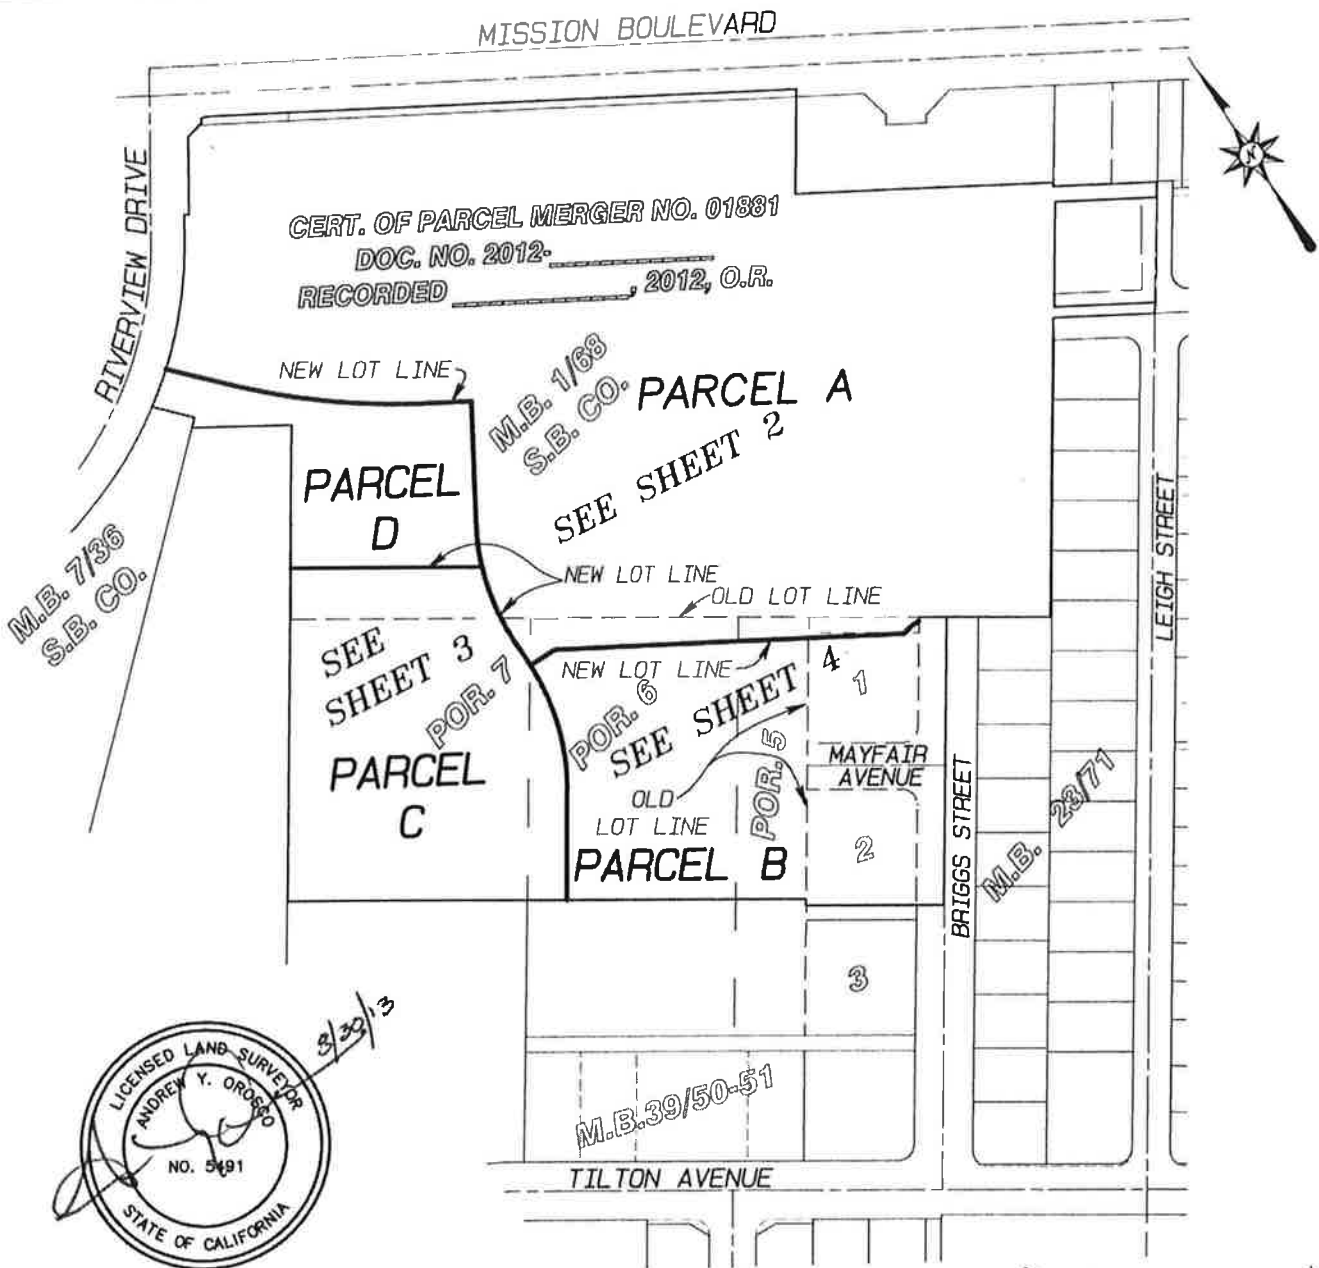 MISSION BOULEVARD
RIVERVIEW DRIVE
N
CERT. OF PARCEL MERGER NO. 01881
DOC. NO. 2012-____________
RECORDED ____________, 2012, O.R.
NEW LOT LINE
M.B. 1/68
S.B. CO.
PARCEL A
SEE SHEET 2
PARCEL
D
M.B. 7/36
S.B. CO.
NEW LOT LINE
OLD LOT LINE
LEIGH STREET
SEE
SHEET 3
POR. 7
NEW LOT LINE
POR. 6
SEE SHEET 4
1
PARCEL
C
OLD
LOT LINE
POR. 5
MAYFAIR
AVENUE
2
PARCEL B
BRIGGS STREET
M.B. 23/71
3
M.B.39/50-51
TILTON AVENUE
8/30/13
LICENSED LAND SURVEYOR
ANDREW Y. OROSCO
NO. 5491
STATE OF CALIFORNIA